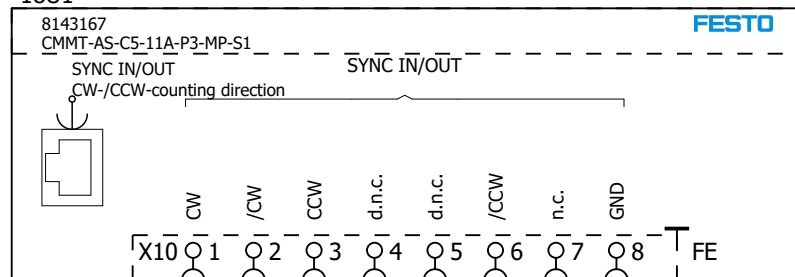 8143167
FESTO
CMMT-AS-C5-11A-P3-MP-S1
SYNC IN/OUT
SYNC IN/OUT
CW-/CCW-counting direction
CW /CW CCW d.n.c. d.n.c. /CCW n.c. GND
X10 1 2 3 4 5 6 7 8 FE